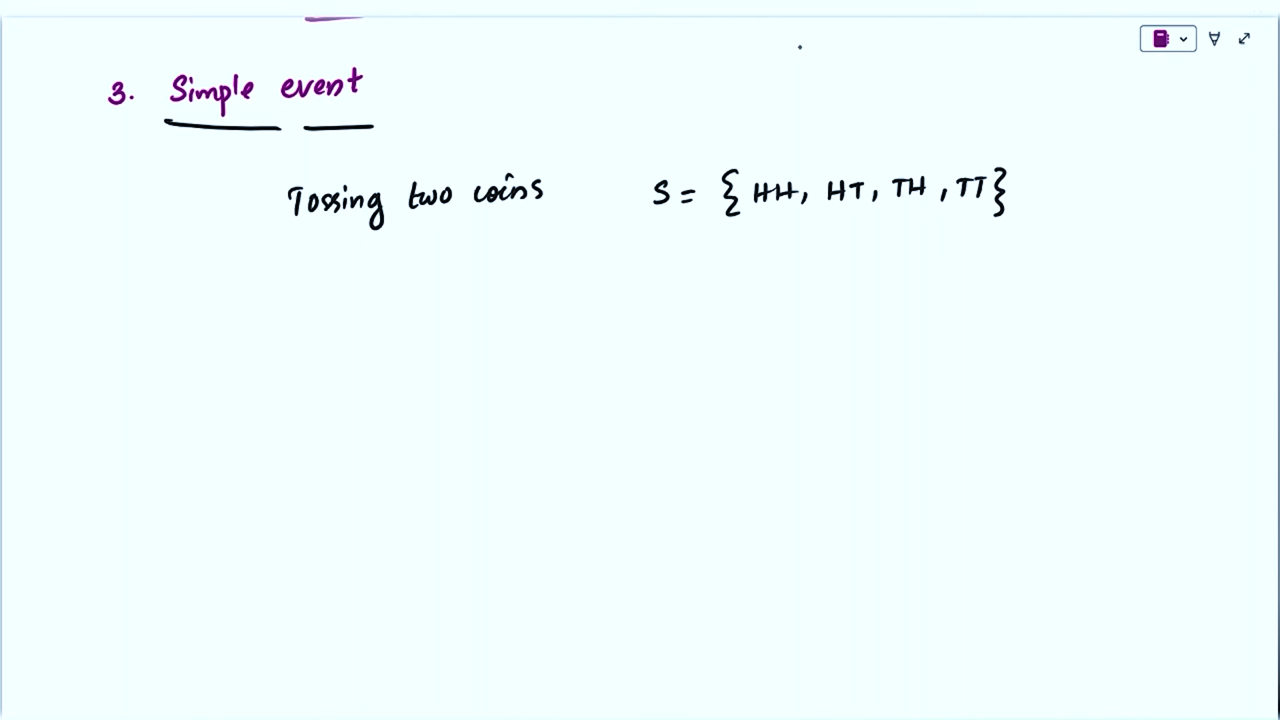 3. Simple event
Tossing two coins S = { HH, HT, TH , TT }